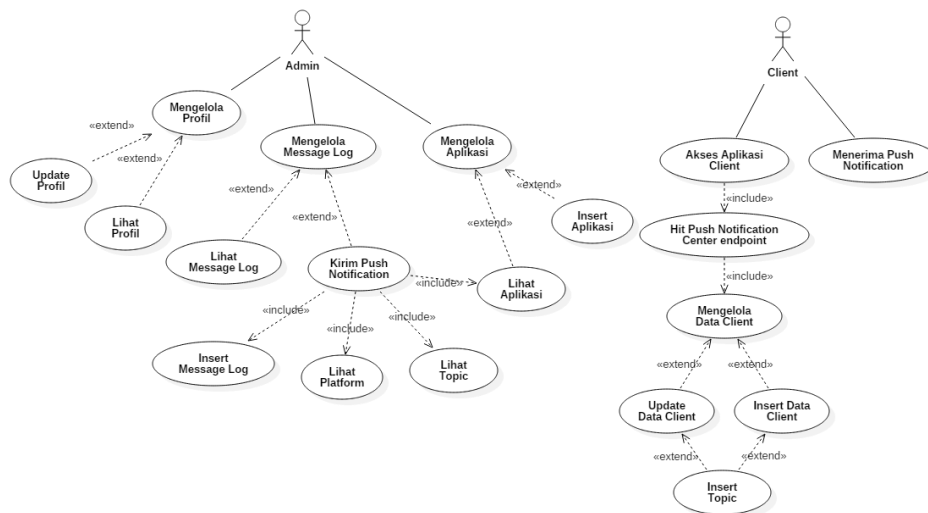 Admin
Client
Mengelola
Profil
«extend»
«extend»
Update
Profil
Lihat
Profil
Mengelola
Message Log
«extend»
«extend»
Lihat
Message Log
Kirim Push
Notification
«include»
«include»
«include»
«include»
Insert
Message Log
Lihat
Platform
Lihat
Topic
Mengelola
Aplikasi
«extend»
«extend»
Insert
Aplikasi
Lihat
Aplikasi
Akses Aplikasi
Client
Menerima Push
Notification
«include»
Hit Push Notification
Center endpoint
«include»
Mengelola
Data Client
«extend»
«extend»
Update
Data Client
Insert Data
Client
«extend»
«extend»
Insert
Topic